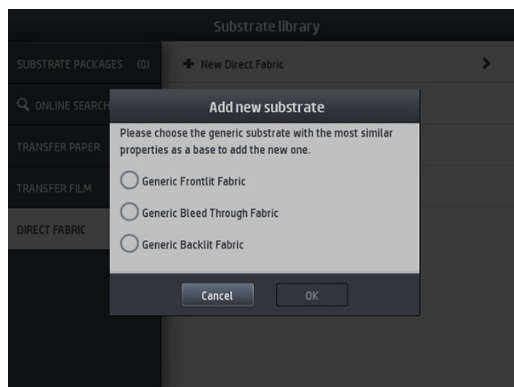 Substrate library
SUBSTRATE PACKAGES (0)
+ New Direct Fabric
ONLINE SEARCH
TRANSFER PAPER
TRANSFER FILM
DIRECT FABRIC
Add new substrate
Please choose the generic substrate with the most similar
properties as a base to add the new one.
Generic Frontlit Fabric
Generic Bleed Through Fabric
Generic Backlit Fabric
Cancel
OK